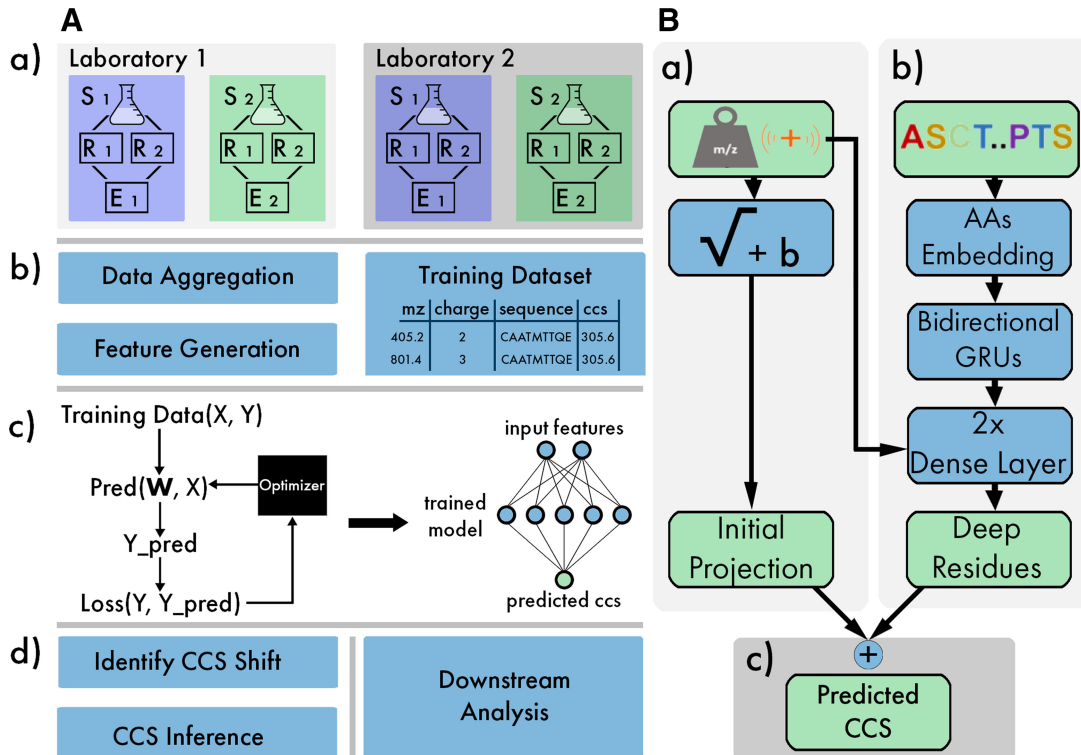 A
a)
Laboratory 1
S 1
R 1
R 2
E 1
S 2
R 1
R 2
E 2
Laboratory 2
S 1
R 1
R 2
E 1
S 2
R 1
R 2
E 2
b)
Data Aggregation
Feature Generation
Training Dataset
mz charge sequence ccs
405.2 2 CAATMTTQE 305.6
801.4 3 CAATMTTQE 305.6
c)
Training Data(X, Y)
Pred(W, X)
Optimizer
Y_pred
Loss(Y, Y_pred)
input features
trained
model
predicted ccs
d)
Identify CCS Shift
CCS Inference
Downstream
Analysis
B
a)
m/z
+
√ + b
Initial
Projection
b)
ASCT..PTS
AAs
Embedding
Bidirectional
GRUs
2x
Dense Layer
Deep
Residues
c)
+
Predicted
CCS